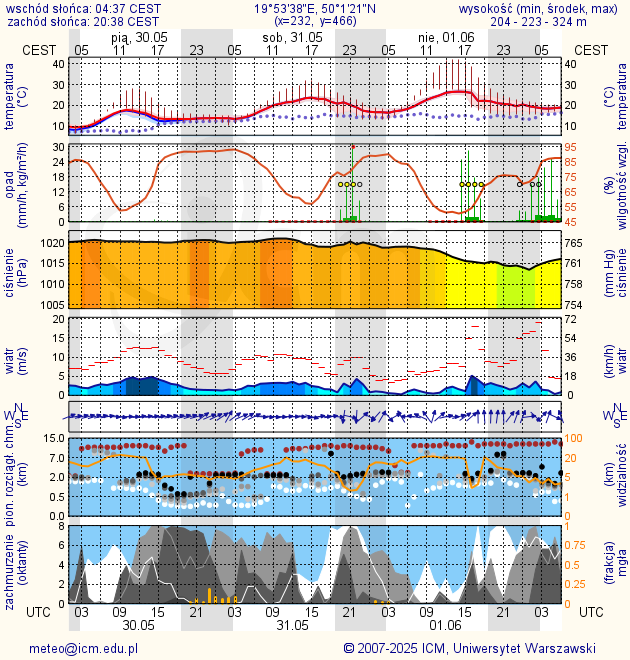 wschód słońca: 04:37 CEST 19°53'38"E, 50°1'21"N wysokość (min, środek, max)
zachód słońca: 20:38 CEST (x=232, y=466) 204 - 223 - 324 m
pią, 30.05 sob, 31.05 nie, 01.06
CEST 05 11 17 23 05 11 17 23 05 11 17 23 05 CEST
temperatura
(°C)
40
30
20
10
40
30
20
10
(°C)
temperatura
opad
(mm/h, kg/m²/h)
30
24
18
12
6
0
95
85
75
65
55
45
(%)
wilgotność wzgl.
ciśnienie
(hPa)
1020
1015
1010
1005
765
761
758
754
(mm Hg)
ciśnienie
wiatr
(m/s)
20
15
10
5
0
72
54
36
18
0
(km/h)
wiatr
N
W E
S
N
W E
S
pion. rozciągł. chm.
(km)
15.0
7.0
2.0
0.5
0.0
100
20
5
1
0
(km)
widzialność
zachmurzenie
(oktanty)
8
6
4
2
0
1
0.75
0.5
0.25
0
(frakcja)
mgła
UTC 03 09 15 21 03 09 15 21 03 09 15 21 03 UTC
30.05 31.05 01.06
meteo@icm.edu.pl © 2007-2025 ICM, Uniwersytet Warszawski